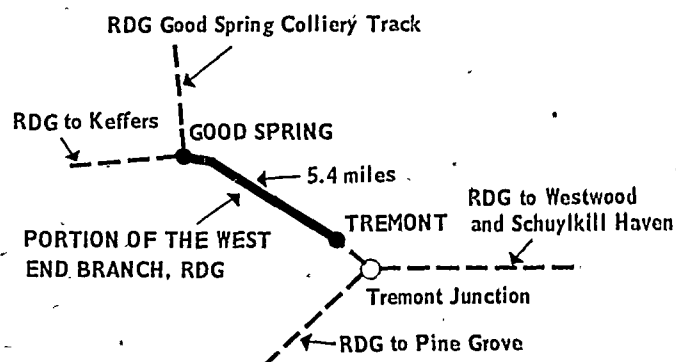 RDG Good Spring Colliery Track
RDG to Keffers
GOOD SPRING
5.4 miles
RDG to Westwood
and Schuylkill Haven
TREMONT
PORTION OF THE WEST
END BRANCH, RDG
Tremont Junction
RDG to Pine Grove